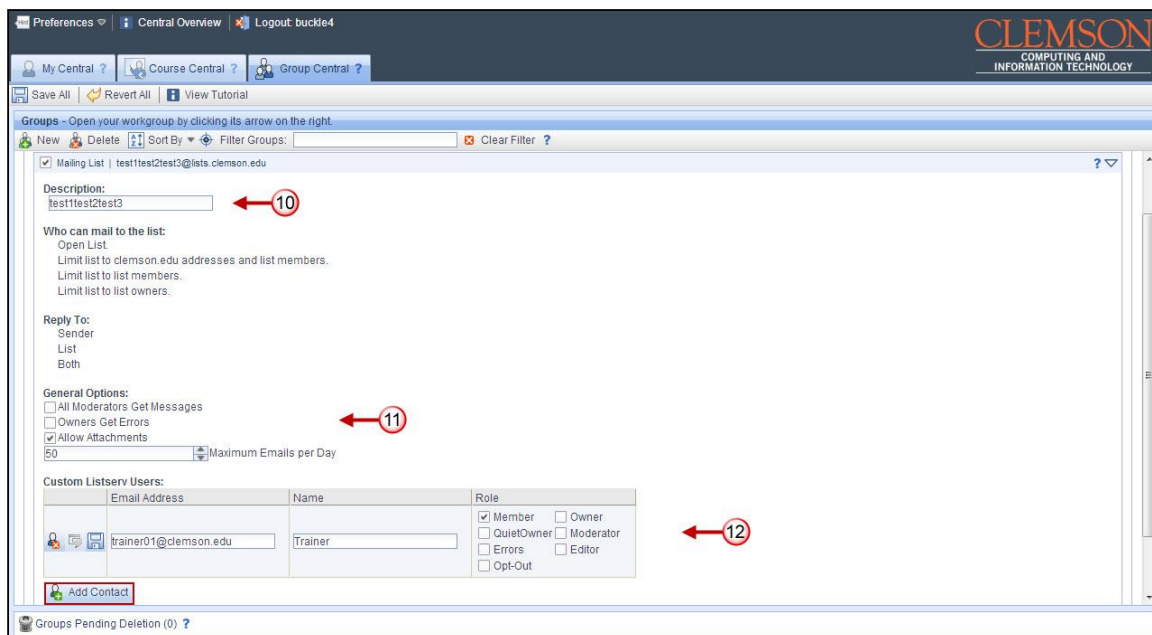 Preferences Central Overview Logout: buckle4
CLEMSON
COMPUTING AND
INFORMATION TECHNOLOGY
My Central ? Course Central ? Group Central ?
Save All Revert All View Tutorial
Groups - Open your workgroup by clicking its arrow on the right.
New Delete Sort By Filter Groups: Clear Filter ?
Mailing List | test1test2test3@lists.clemson.edu ?
Description:
test1test2test3
10
Who can mail to the list:
Open List.
Limit list to clemson.edu addresses and list members.
Limit list to list members.
Limit list to list owners.
Reply To:
Sender
List
Both
General Options:
All Moderators Get Messages
Owners Get Errors
11
Allow Attachments
50 Maximum Emails per Day
Custom Listserv Users:
Email Address Name Role
Member Owner
trainer01@clemson.edu Trainer QuietOwner Moderator
12
Errors Editor
Opt-Out
Add Contact
Groups Pending Deletion (0) ?